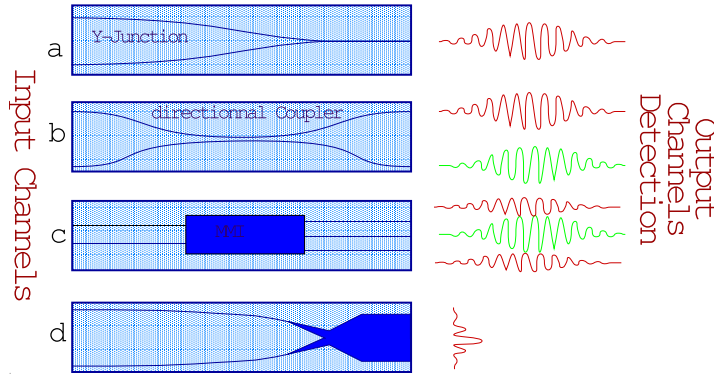 a
Y-Junction
b
directionnal Coupler
c
MMI
d
Input Channels
Output
Channels
Detection